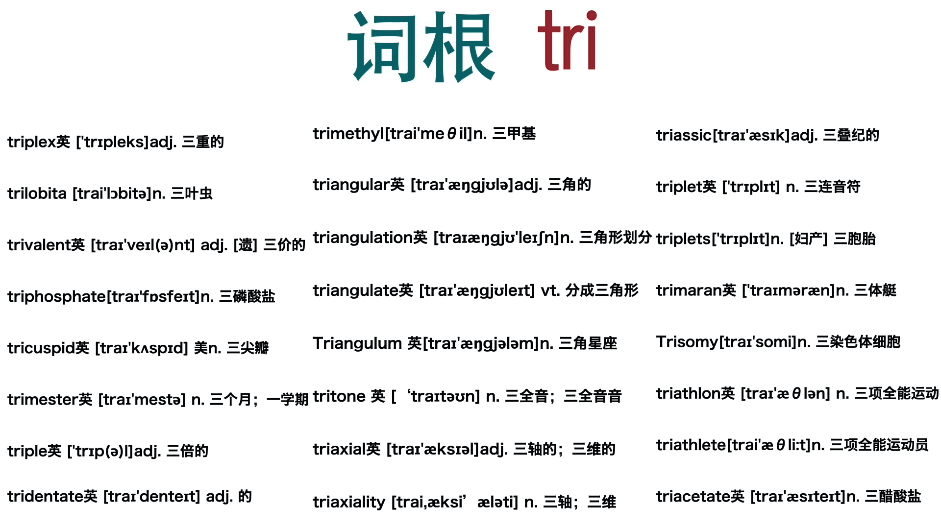 词根 tri
triplex英 ['trɪpleks]adj. 三重的
trilobita [trai'lɔbitə]n. 三叶虫
trivalent英 [traɪ'veɪl(ə)nt] adj. [遗] 三价的
triphosphate[traɪ'fɒsfeɪt]n. 三磷酸盐
tricuspid英 [traɪ'kʌspɪd] 美n. 三尖瓣
trimester英 [traɪ'mestə] n. 三个月；一学期
triple英 ['trɪp(ə)l]adj. 三倍的
tridentate英 [traɪ'denteɪt] adj. 的
trimethyl[trai'meθil]n. 三甲基
triangular英 [traɪ'æŋgjʊlə]adj. 三角的
triangulation英 [traɪæŋgjʊ'leɪʃn]n. 三角形划分
triangulate英 [traɪ'æŋgjʊleɪt] vt. 分成三角形
Triangulum 英[traɪ'æŋgjələm]n. 三角星座
tritone 英 [‘traɪtəʊn] n. 三全音；三全音音
triaxial英 [traɪ'æksɪəl]adj. 三轴的；三维的
triaxiality [trai,æksi’æləti] n. 三轴；三维
triassic[traɪ'æsɪk]adj. 三叠纪的
triplet英 ['trɪplɪt] n. 三连音符
triplets['trɪplɪt]n. [妇产] 三胞胎
trimaran英 ['traɪməræn]n. 三体艇
Trisomy[traɪ'somi]n. 三染色体细胞
triathlon英 [traɪ'æθlən] n. 三项全能运动
triathlete[trai'æθli:t]n. 三项全能运动员
triacetate英 [traɪ'æsɪteɪt]n. 三醋酸盐